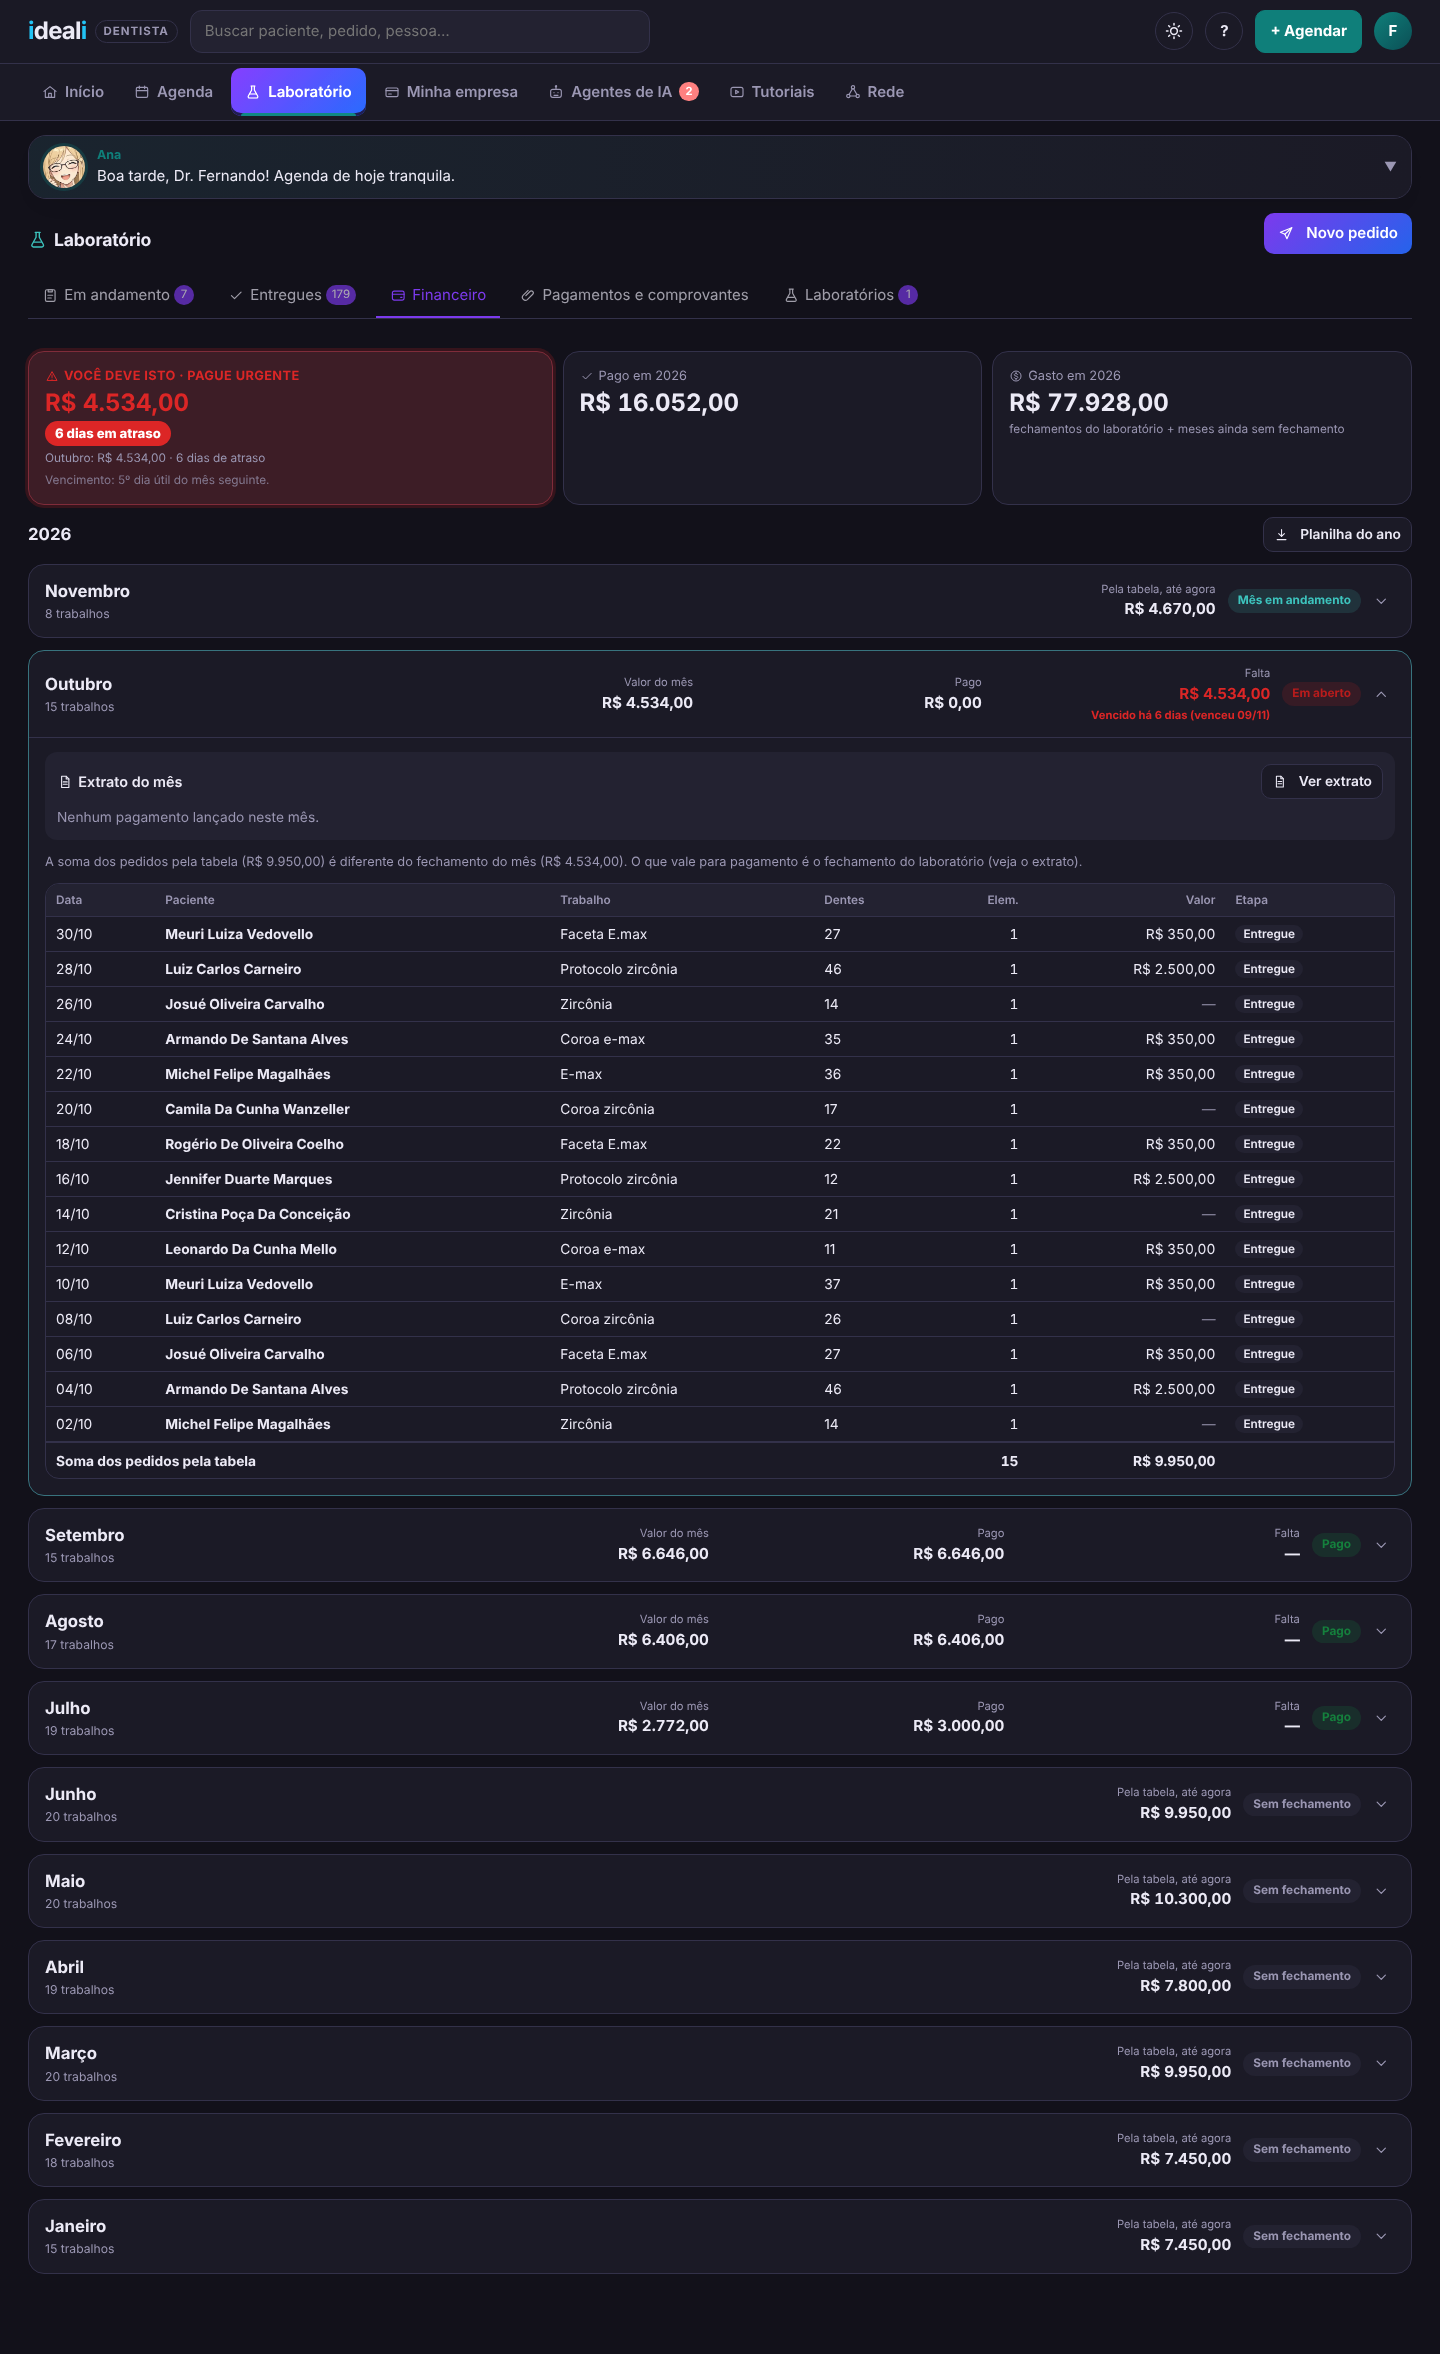 ideali DENTISTA Buscar paciente, pedido, pessoa... ? + Agendar F
Início Agenda Laboratório Minha empresa Agentes de IA 2 Tutoriais Rede
Ana
Boa tarde, Dr. Fernando! Agenda de hoje tranquila.
Laboratório Novo pedido
Em andamento 7 Entregues 179 Financeiro Pagamentos e comprovantes Laboratórios 1
VOCÊ DEVE ISTO · PAGUE URGENTE
R$ 4.534,00
6 dias em atraso
Outubro: R$ 4.534,00 · 6 dias de atraso
Vencimento: 5º dia útil do mês seguinte.
Pago em 2026
R$ 16.052,00
Gasto em 2026
R$ 77.928,00
fechamentos do laboratório + meses ainda sem fechamento
2026 Planilha do ano
Novembro
8 trabalhos
Pela tabela, até agora
R$ 4.670,00
Mês em andamento
Outubro
15 trabalhos
Valor do mês
R$ 4.534,00
Pago
R$ 0,00
Falta
R$ 4.534,00
Vencido há 6 dias (venceu 09/11)
Em aberto
Extrato do mês Ver extrato
Nenhum pagamento lançado neste mês.
A soma dos pedidos pela tabela (R$ 9.950,00) é diferente do fechamento do mês (R$ 4.534,00). O que vale para pagamento é o fechamento do laboratório (veja o extrato).
Data Paciente Trabalho Dentes Elem. Valor Etapa
30/10 Meuri Luiza Vedovello Faceta E.max 27 1 R$ 350,00 Entregue
28/10 Luiz Carlos Carneiro Protocolo zircônia 46 1 R$ 2.500,00 Entregue
26/10 Josué Oliveira Carvalho Zircônia 14 1 — Entregue
24/10 Armando De Santana Alves Coroa e-max 35 1 R$ 350,00 Entregue
22/10 Michel Felipe Magalhães E-max 36 1 R$ 350,00 Entregue
20/10 Camila Da Cunha Wanzeller Coroa zircônia 17 1 — Entregue
18/10 Rogério De Oliveira Coelho Faceta E.max 22 1 R$ 350,00 Entregue
16/10 Jennifer Duarte Marques Protocolo zircônia 12 1 R$ 2.500,00 Entregue
14/10 Cristina Poça Da Conceição Zircônia 21 1 — Entregue
12/10 Leonardo Da Cunha Mello Coroa e-max 11 1 R$ 350,00 Entregue
10/10 Meuri Luiza Vedovello E-max 37 1 R$ 350,00 Entregue
08/10 Luiz Carlos Carneiro Coroa zircônia 26 1 — Entregue
06/10 Josué Oliveira Carvalho Faceta E.max 27 1 R$ 350,00 Entregue
04/10 Armando De Santana Alves Protocolo zircônia 46 1 R$ 2.500,00 Entregue
02/10 Michel Felipe Magalhães Zircônia 14 1 — Entregue
Soma dos pedidos pela tabela 15 R$ 9.950,00
Setembro
15 trabalhos
Valor do mês
R$ 6.646,00
Pago
R$ 6.646,00
Falta
—
Pago
Agosto
17 trabalhos
Valor do mês
R$ 6.406,00
Pago
R$ 6.406,00
Falta
—
Pago
Julho
19 trabalhos
Valor do mês
R$ 2.772,00
Pago
R$ 3.000,00
Falta
—
Pago
Junho
20 trabalhos
Pela tabela, até agora
R$ 9.950,00
Sem fechamento
Maio
20 trabalhos
Pela tabela, até agora
R$ 10.300,00
Sem fechamento
Abril
19 trabalhos
Pela tabela, até agora
R$ 7.800,00
Sem fechamento
Março
20 trabalhos
Pela tabela, até agora
R$ 9.950,00
Sem fechamento
Fevereiro
18 trabalhos
Pela tabela, até agora
R$ 7.450,00
Sem fechamento
Janeiro
15 trabalhos
Pela tabela, até agora
R$ 7.450,00
Sem fechamento